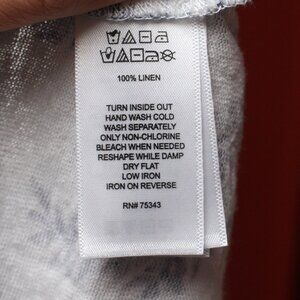 100% LINEN
TURN INSIDE OUT
HAND WASH COLD
WASH SEPARATELY
ONLY NON-CHLORINE
BLEACH WHEN NEEDED
RESHAPE WHILE DAMP
DRY FLAT
LOW IRON
IRON ON REVERSE
RN# 75343